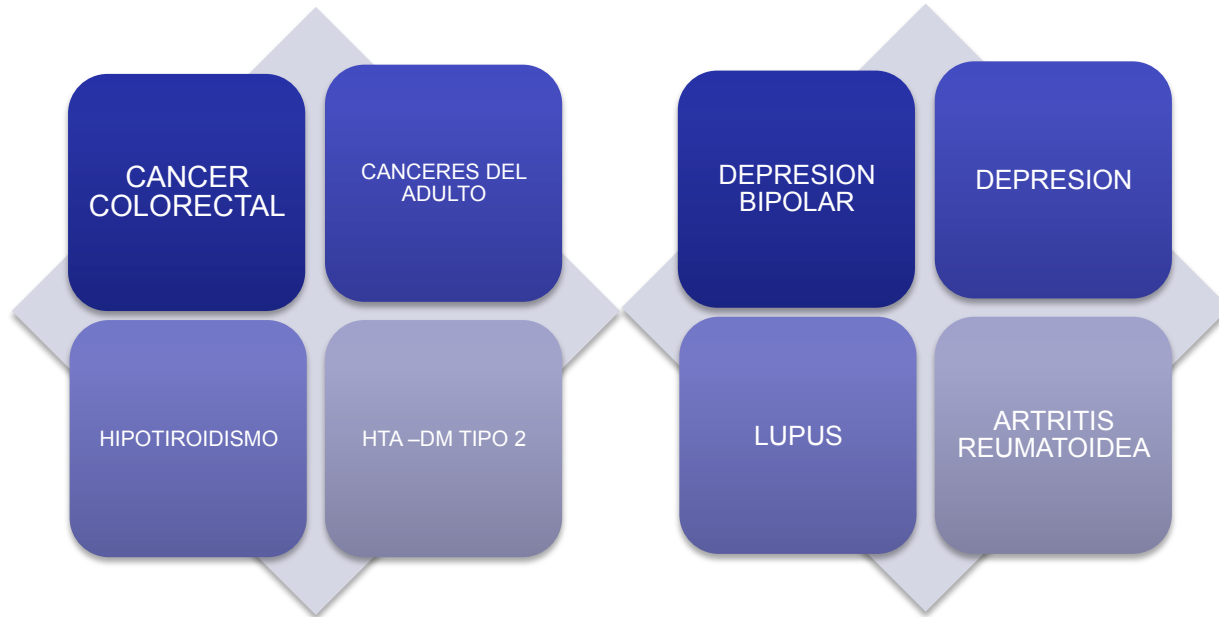 CANCER
COLORECTAL
CANCERES DEL
ADULTO
HIPOTIROIDISMO
HTA –DM TIPO 2
DEPRESION
BIPOLAR
DEPRESION
LUPUS
ARTRITIS
REUMATOIDEA